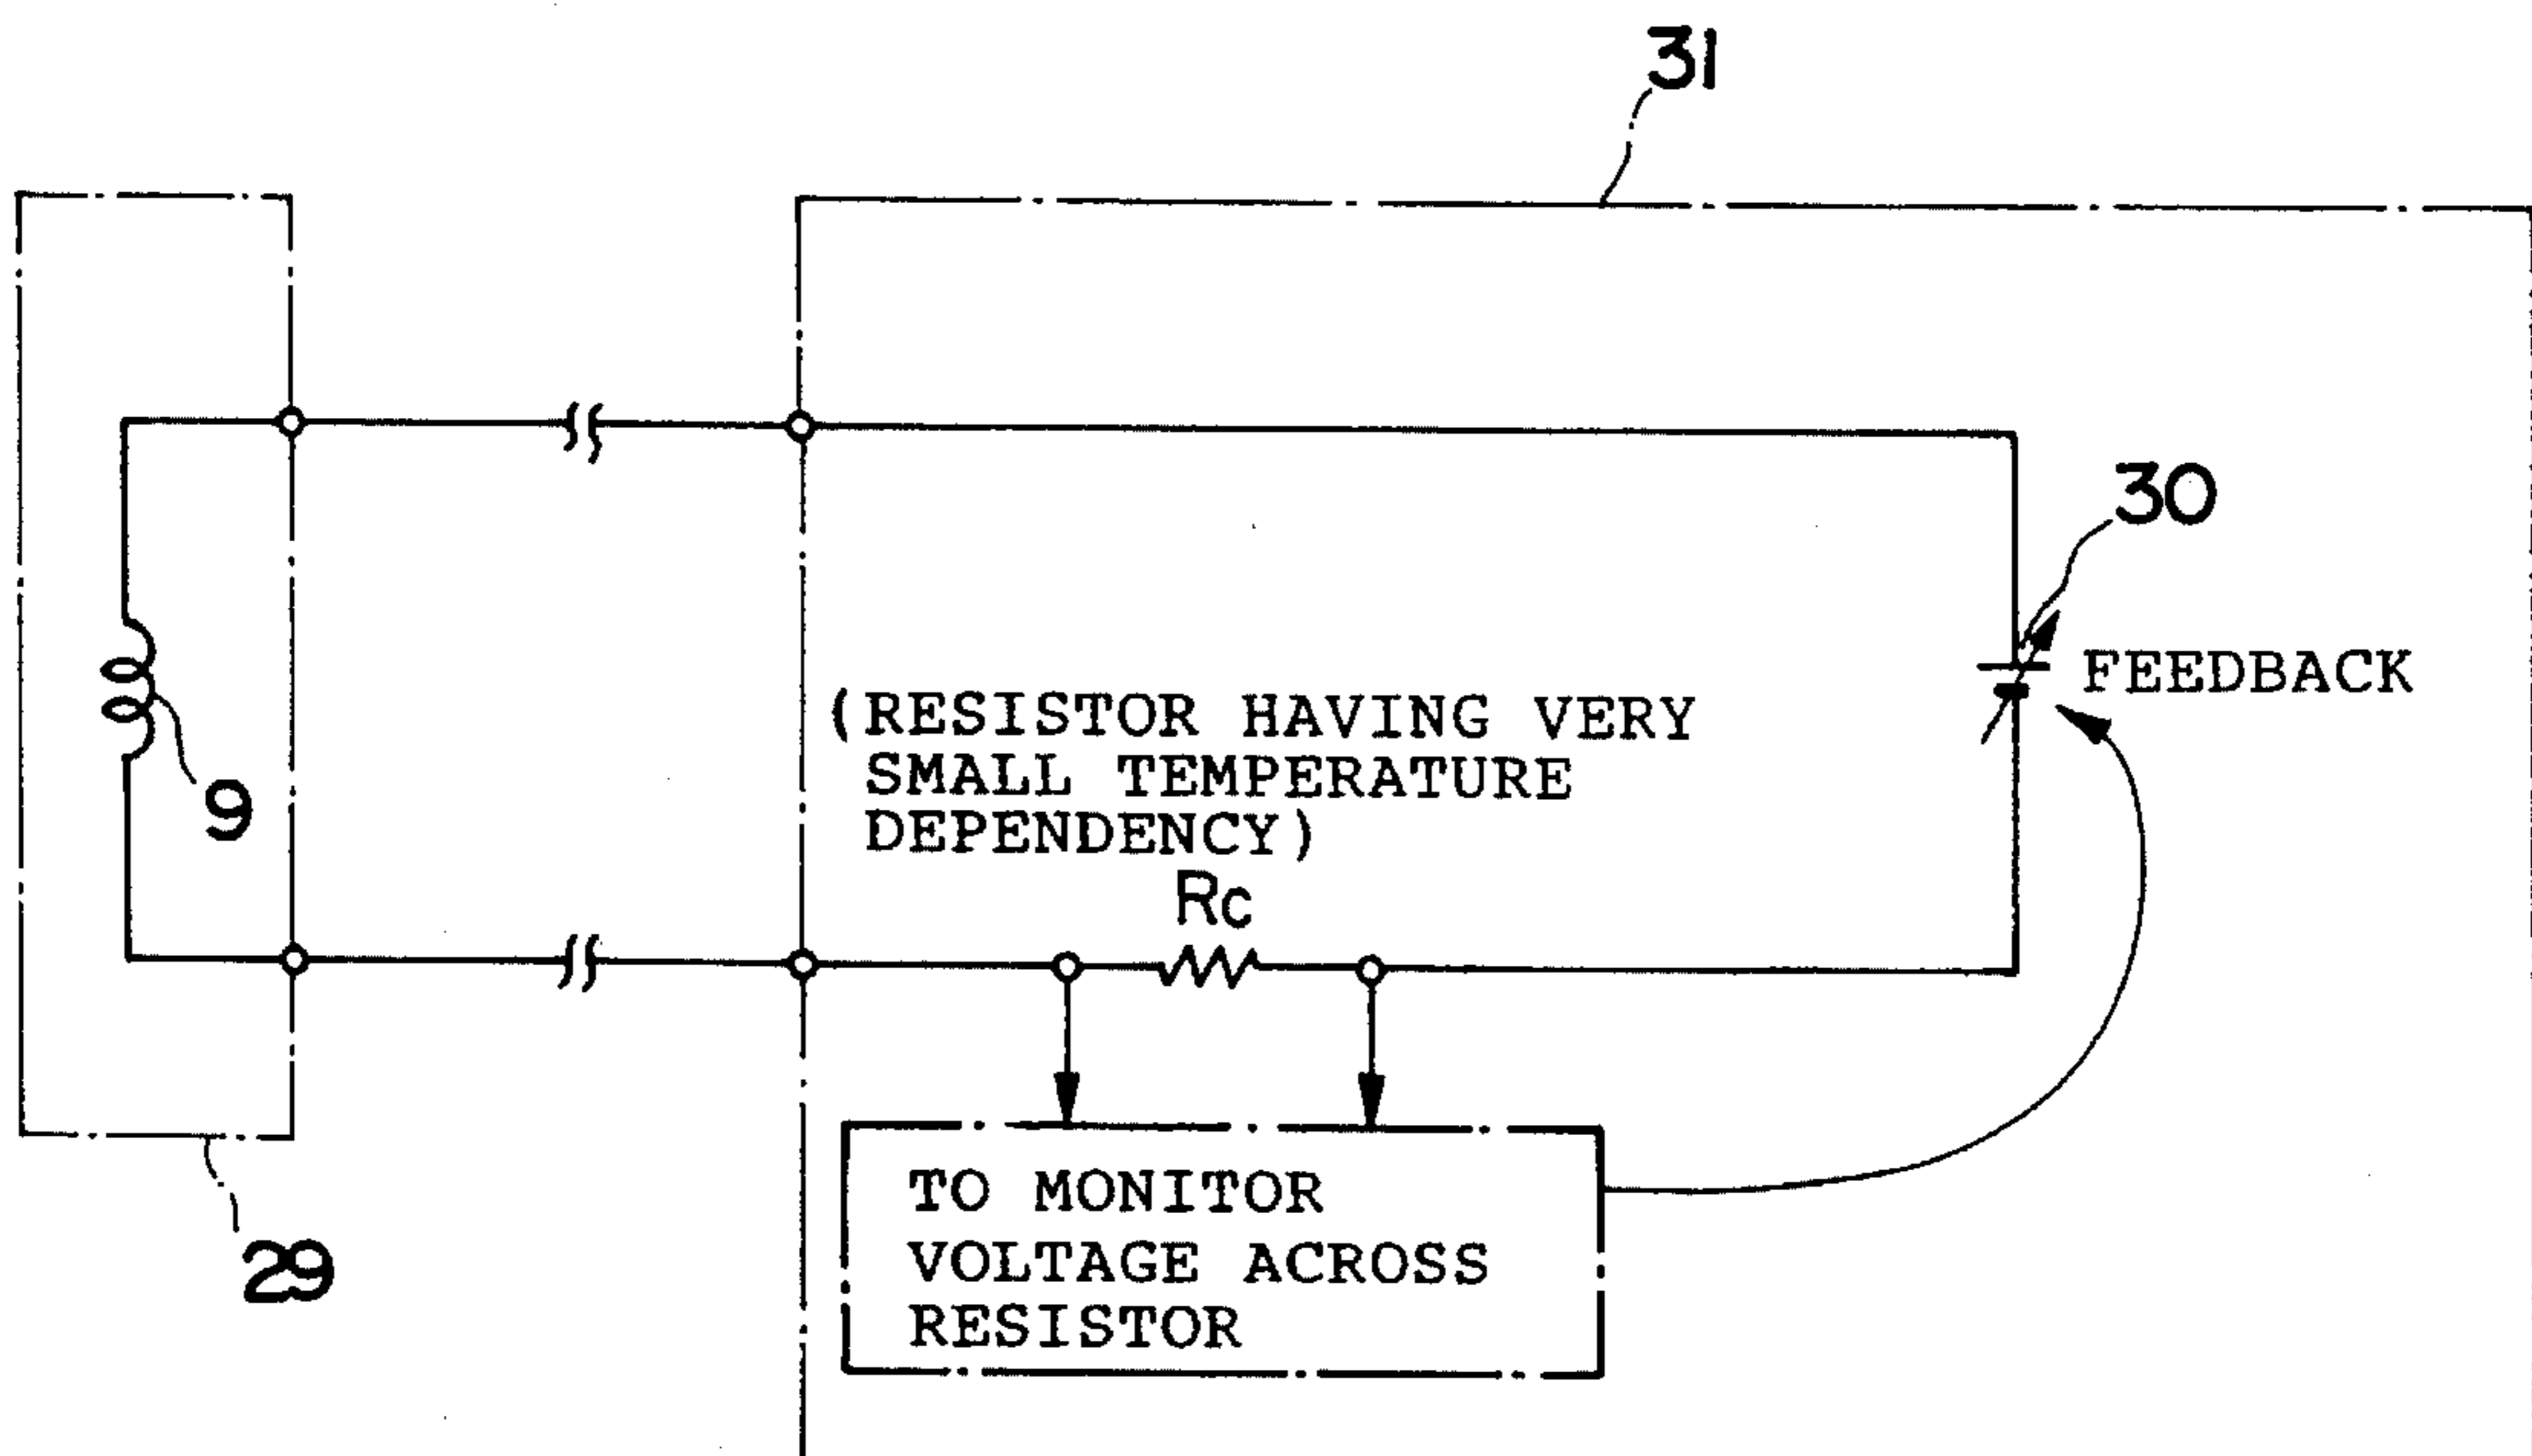 31
30
FEEDBACK
(RESISTOR HAVING VERY
SMALL TEMPERATURE
DEPENDENCY)
9
Rc
TO MONITOR
VOLTAGE ACROSS
RESISTOR
29